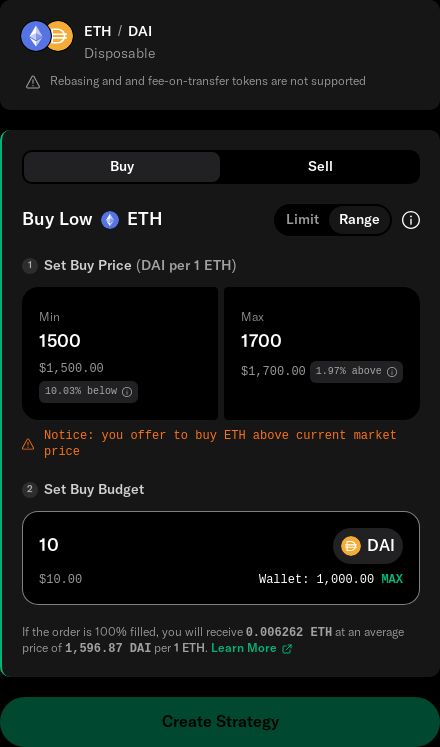 ETH / DAI
Disposable
Rebasing and and fee-on-transfer tokens are not supported
Buy Sell
Buy Low ETH Limit Range
1 Set Buy Price (DAI per 1 ETH)
Min Max
1500 1700
$1,500.00 $1,700.00 1.97% above
10.03% below
Notice: you offer to buy ETH above current market
price
2 Set Buy Budget
10 DAI
$10.00 Wallet: 1,000.00 MAX
If the order is 100% filled, you will receive 0.006262 ETH at an average
price of 1,596.87 DAI per 1 ETH. Learn More
Create Strategy